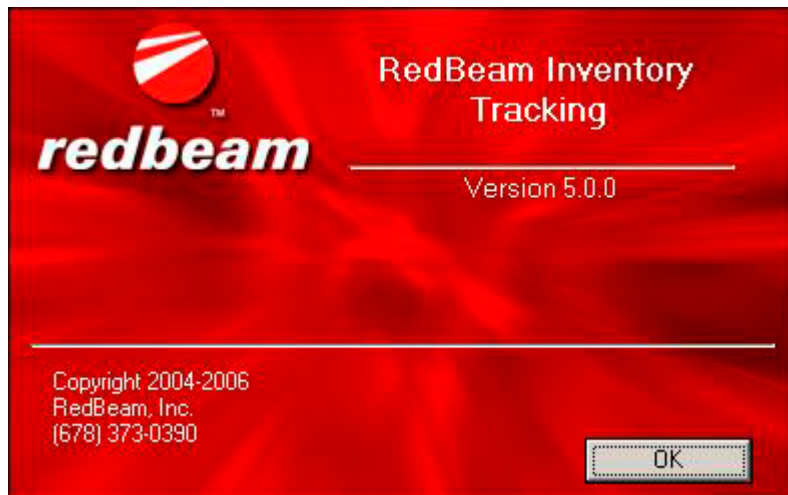 RedBeam Inventory
Tracking
TM
redbeam
Version 5.0.0
Copyright 2004-2006
RedBeam, Inc.
(678) 373-0390
OK